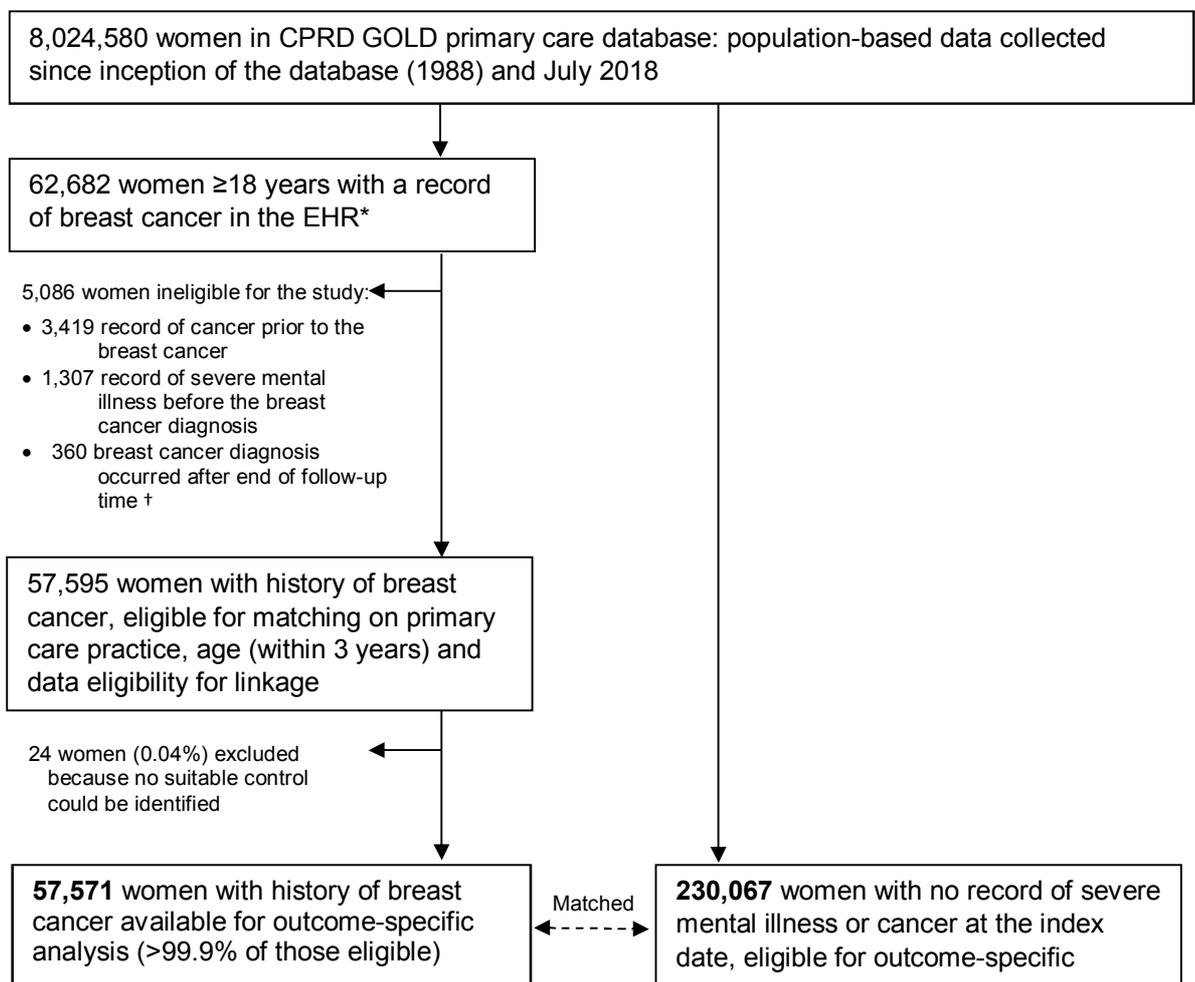 8,024,580 women in CPRD GOLD primary care database: population-based data collected
since inception of the database (1988) and July 2018
62,682 women ≥18 years with a record
of breast cancer in the EHR*
5,086 women ineligible for the study:
• 3,419 record of cancer prior to the
breast cancer
• 1,307 record of severe mental
illness before the breast
cancer diagnosis
• 360 breast cancer diagnosis
occurred after end of follow-up
time †
57,595 women with history of breast
cancer, eligible for matching on primary
care practice, age (within 3 years) and
data eligibility for linkage
24 women (0.04%) excluded
because no suitable control
could be identified
57,571 women with history of breast
cancer available for outcome-specific
analysis (>99.9% of those eligible)
Matched
230,067 women with no record of severe
mental illness or cancer at the index
date, eligible for outcome-specific